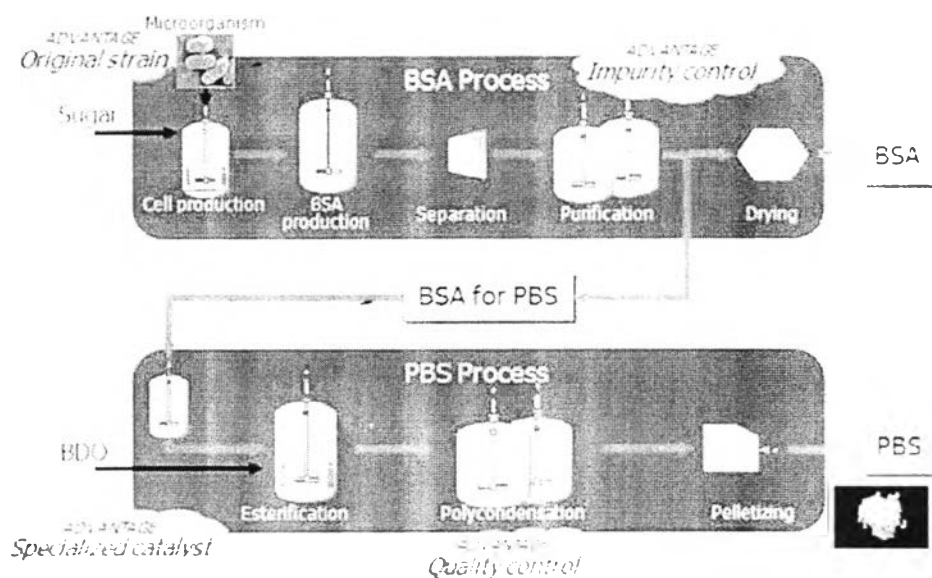 Microorganism
ADVANTAGE
Original strain
BSA Process
ADVANTAGE
Impurity control
Sugar
Cell production
BSA
production
Separation
Purification
Drying
BSA
BSA for PBS
PBS Process
BDO
Esterification
Polycondensation
Pelletizing
PBS
ADVANTAGE
Specialized catalyst
ADVANTAGE
Quality control